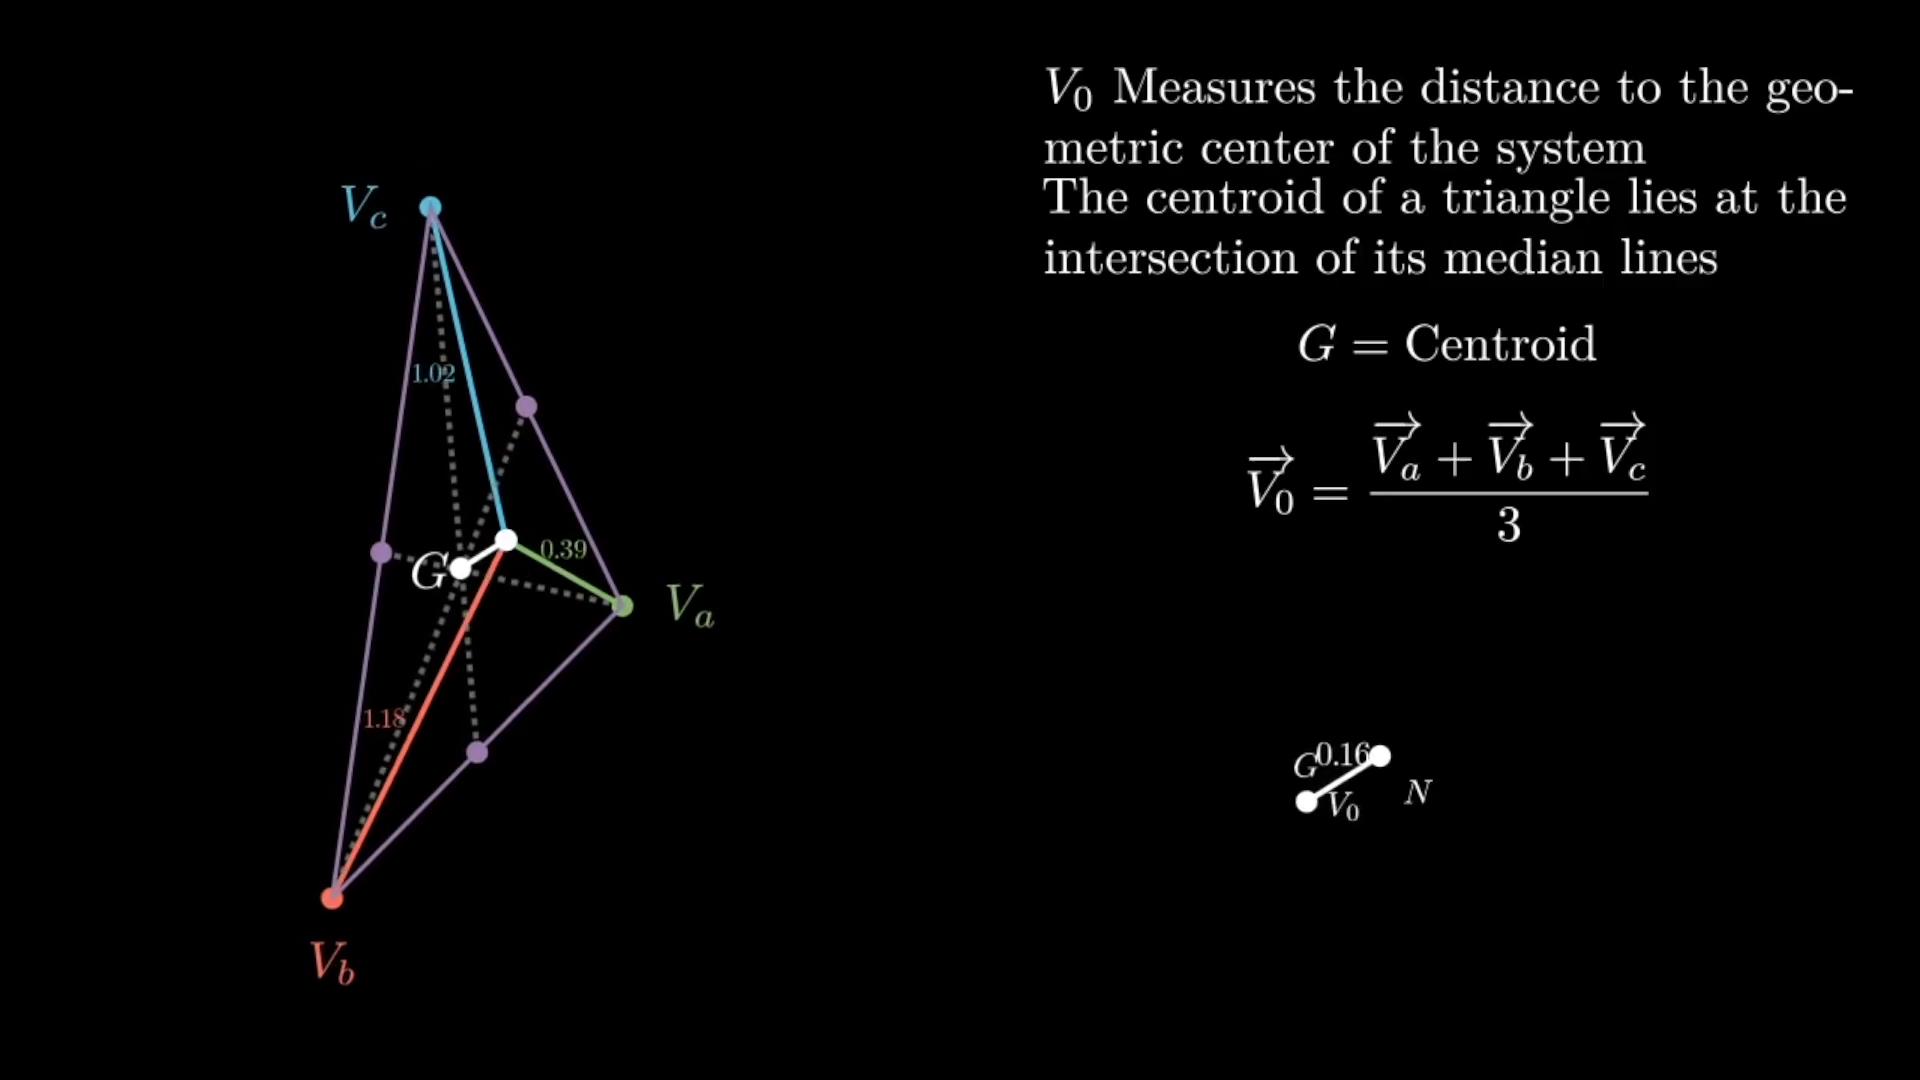 V₀ Measures the distance to the geo-
metric center of the system
The centroid of a triangle lies at the
intersection of its median lines
G = Centroid
V⃗₀ = (V⃗ₐ + V⃗_b + V⃗_c) / 3
V_c
1.02
0.39
G
Vₐ
1.18
V_b
G 0.16
V₀ N